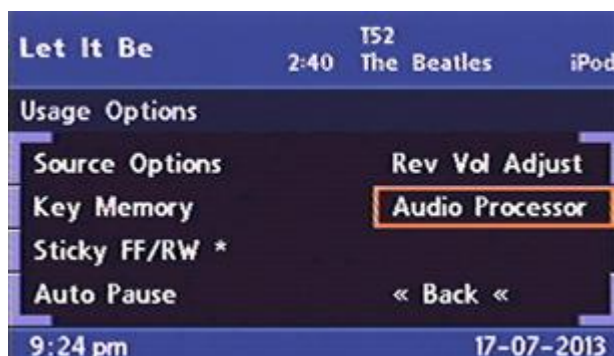 T52
Let It Be 2:40 The Beatles iPod
Usage Options
Source Options Rev Vol Adjust
Key Memory Audio Processor
Sticky FF/RW *
Auto Pause « Back «
9:24 pm 17-07-2013